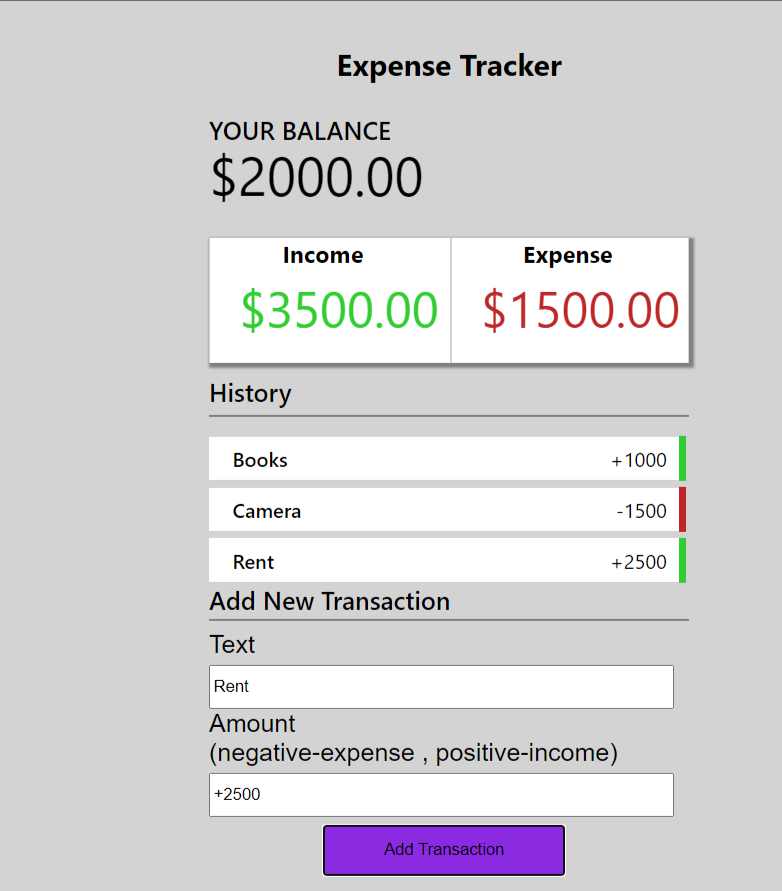 Expense Tracker
YOUR BALANCE
$2000.00
Income Expense
$3500.00 $1500.00
History
Books +1000
Camera -1500
Rent +2500
Add New Transaction
Text
Rent
Amount
(negative-expense , positive-income)
+2500
Add Transaction